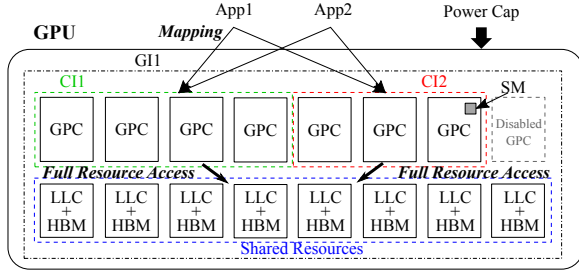 App1 App2 Power Cap
GPU Mapping
GI1
CI1 CI2 SM
GPC GPC GPC GPC GPC GPC GPC Disabled
GPC
Full Resource Access Full Resource Access
LLC LLC LLC LLC LLC LLC LLC LLC
+ + + + + + + +
HBM HBM HBM HBM HBM HBM HBM HBM
Shared Resources